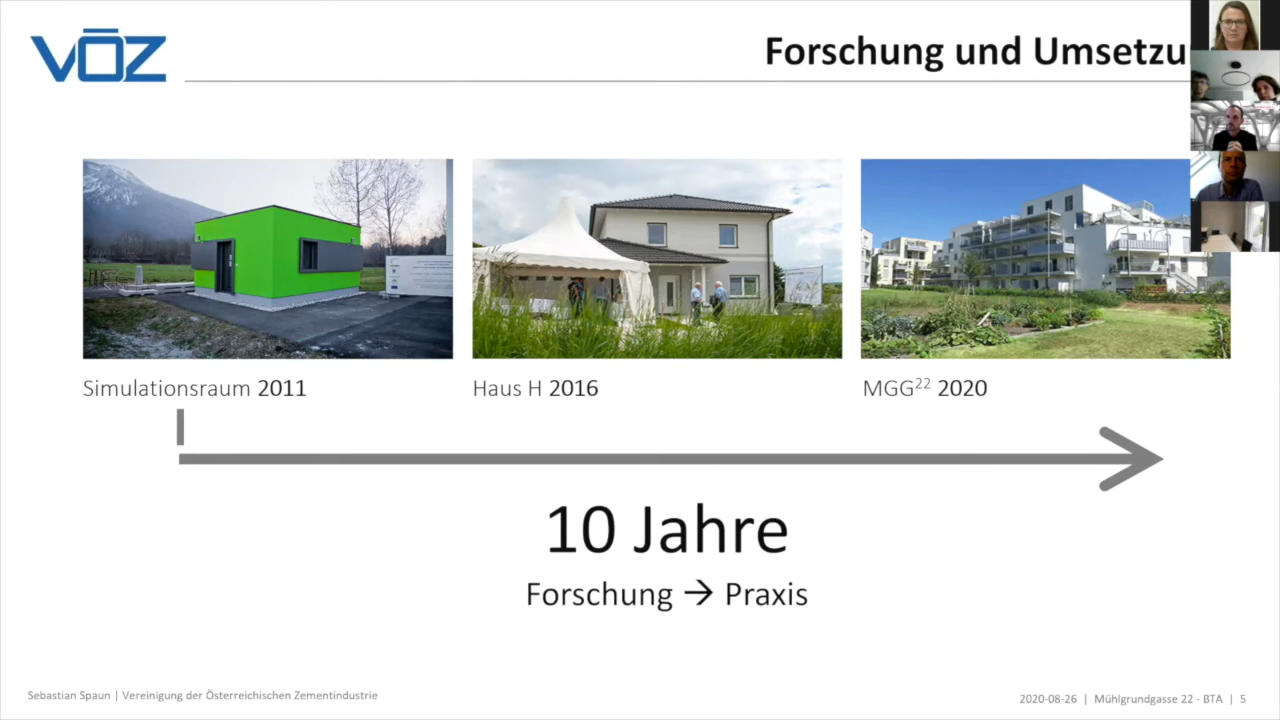 VÖZ
Forschung und Umsetzu
Simulationsraum 2011
Haus H 2016
MGG²² 2020
10 Jahre
Forschung → Praxis
Sebastian Spaun | Vereinigung der Österreichischen Zementindustrie
2020-08-26 | Mühlgrundgasse 22 - BTA | 5